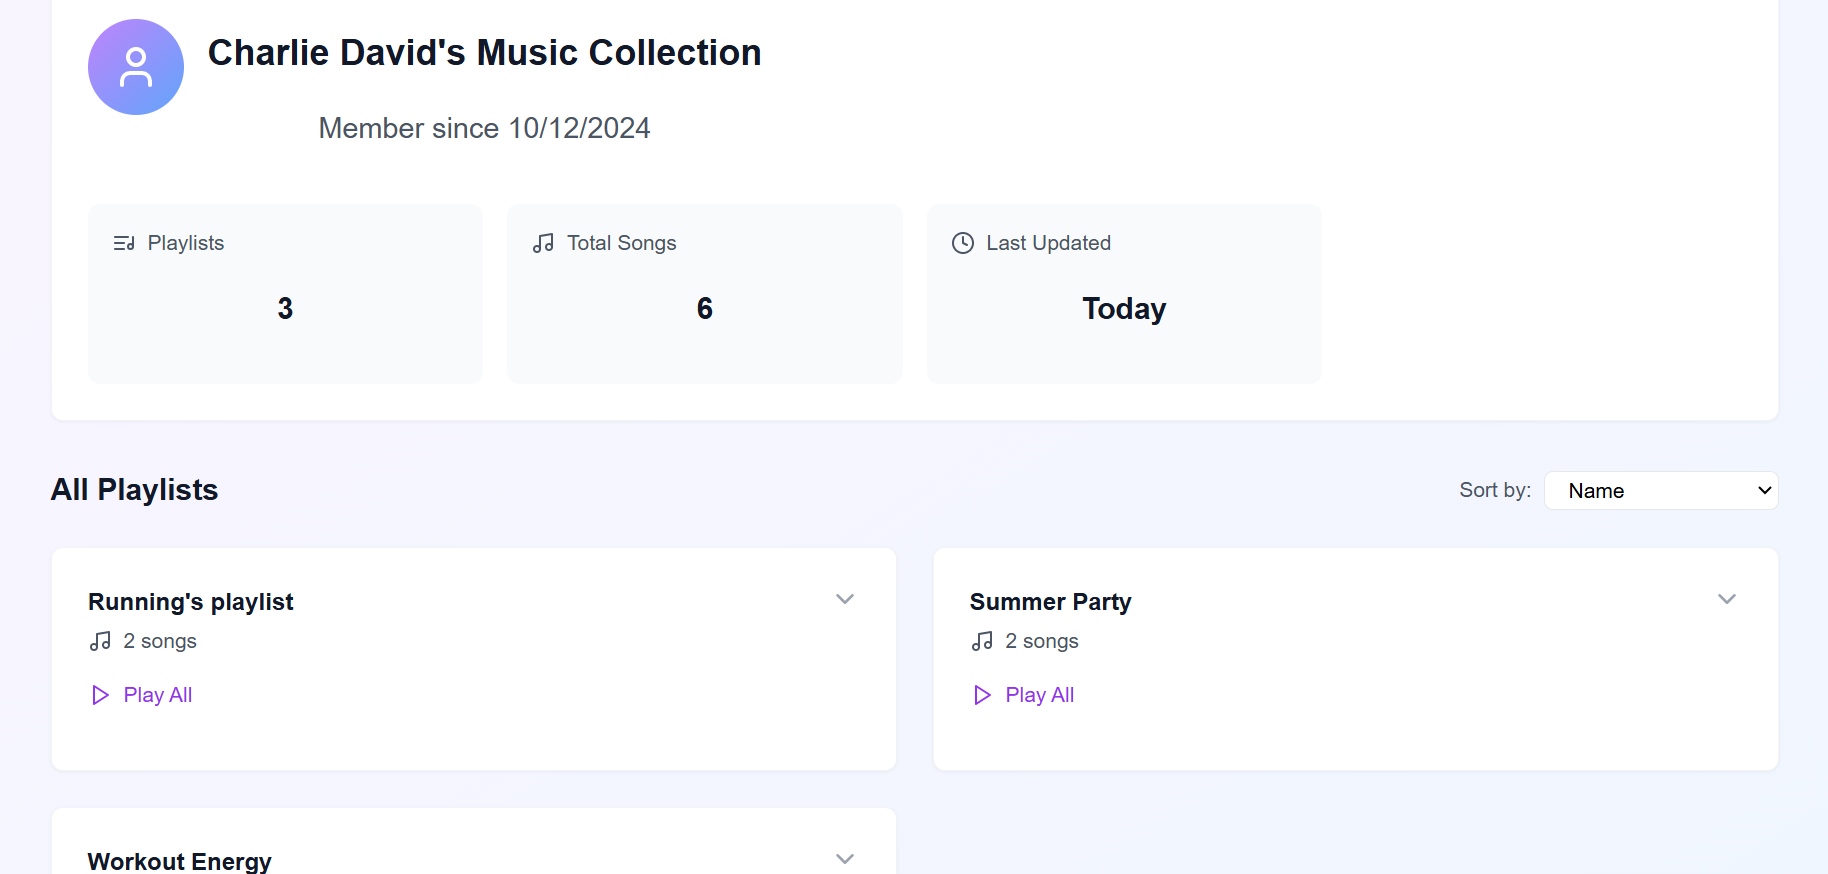 Charlie David's Music Collection
Member since 10/12/2024
Playlists
3
Total Songs
6
Last Updated
Today
All Playlists
Sort by:
Name
Running's playlist
2 songs
Play All
Summer Party
2 songs
Play All
Workout Energy